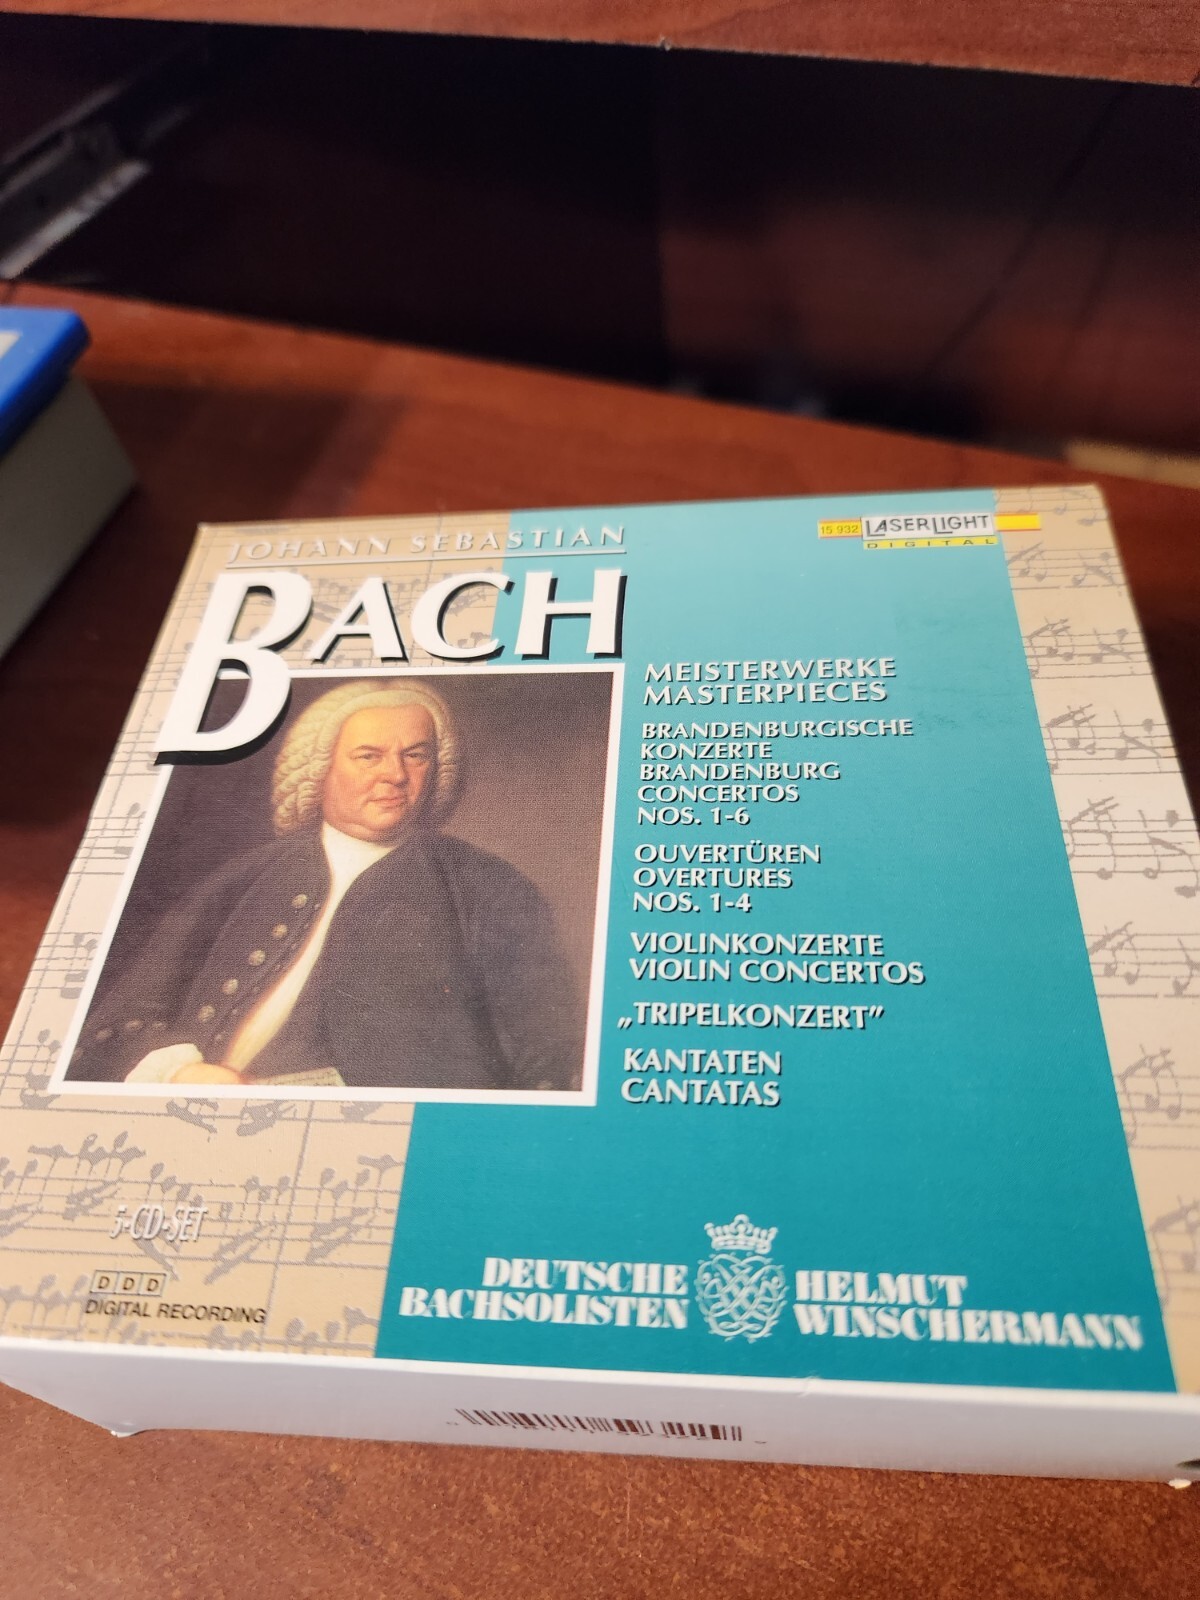 JOHANN SEBASTIAN
BACH
15 932 LASERLIGHT
DIGITAL
MEISTERWERKE
MASTERPIECES
BRANDENBURGISCHE
KONZERTE
BRANDENBURG
CONCERTOS
NOS. 1-6
OUVERTÜREN
OVERTURES
NOS. 1-4
VIOLINKONZERTE
VIOLIN CONCERTOS
„TRIPELKONZERT”
KANTATEN
CANTATAS
5-CD-SET
DDD
DIGITAL RECORDING
DEUTSCHE
BACHSOLISTEN
HELMUT
WINSCHERMANN